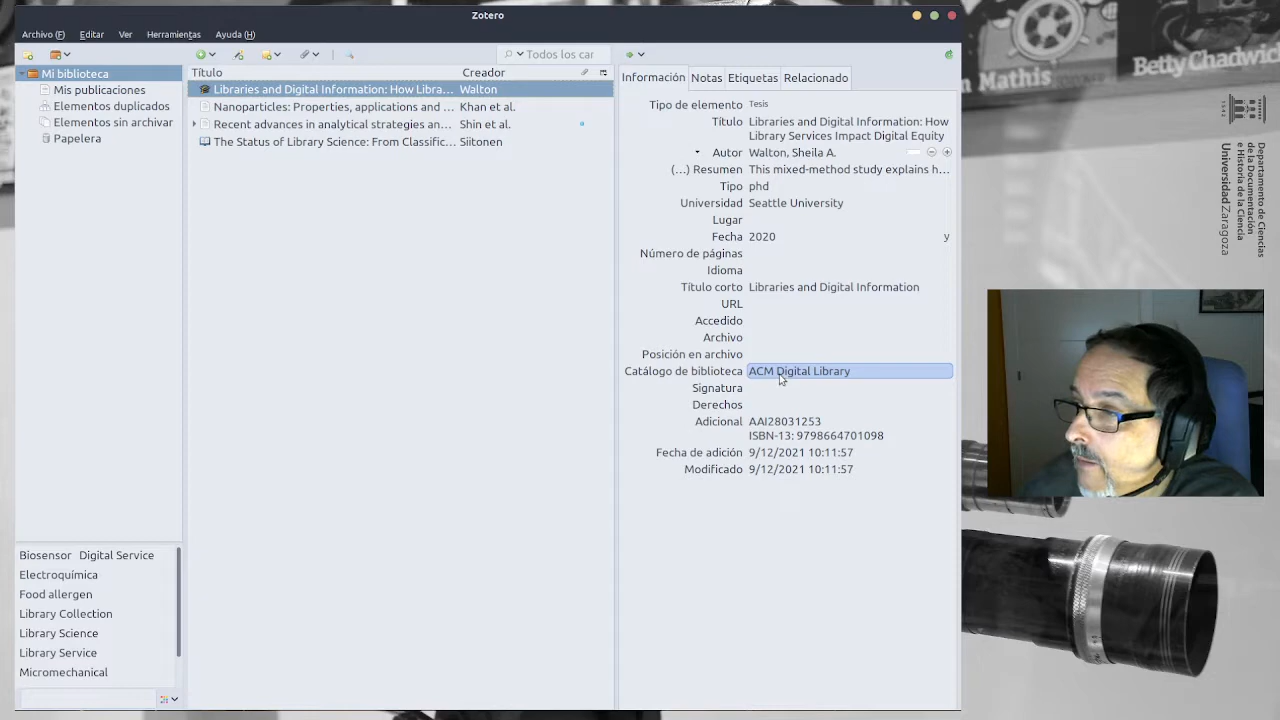 Zotero
Archivo (F) Editar Ver Herramientas Ayuda (H)
Todos los car
Mi biblioteca
Mis publicaciones
Elementos duplicados
Elementos sin archivar
Papelera
Título Creador
Libraries and Digital Information: How Libra... Walton
Nanoparticles: Properties, applications and ... Khan et al.
Recent advances in analytical strategies an... Shin et al.
The Status of Library Science: From Classific... Siitonen
Información Notas Etiquetas Relacionado
Tipo de elemento Tesis
Título Libraries and Digital Information: How
Library Services Impact Digital Equity
Autor Walton, Sheila A.
(...) Resumen This mixed-method study explains h...
Tipo phd
Universidad Seattle University
Lugar
Fecha 2020 y
Número de páginas
Idioma
Título corto Libraries and Digital Information
URL
Accedido
Archivo
Posición en archivo
Catálogo de biblioteca ACM Digital Library
Signatura
Derechos
Adicional AAI28031253
ISBN-13: 9798664701098
Fecha de adición 9/12/2021 10:11:57
Modificado 9/12/2021 10:11:57
Biosensor Digital Service
Electroquímica
Food allergen
Library Collection
Library Science
Library Service
Micromechanical
n Mathis
BettyChadwic
1542
Departamento de Ciencias
de la Documentación
e Historia de la Ciencia
Universidad Zaragoza